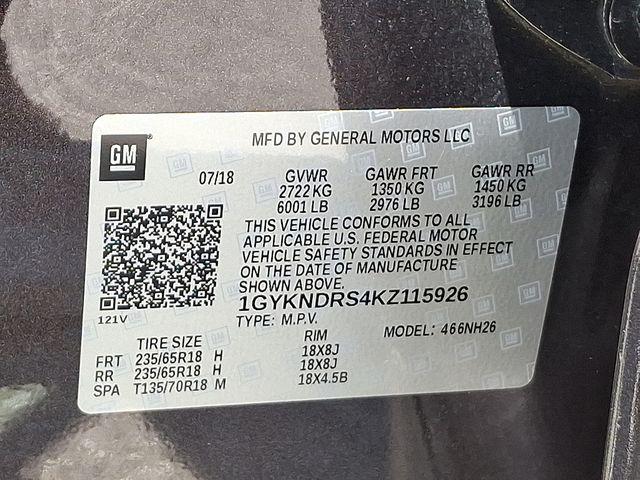 GM
MFD BY GENERAL MOTORS LLC
07/18 GVWR GAWR FRT GAWR RR
2722 KG 1350 KG 1450 KG
6001 LB 2976 LB 3196 LB
THIS VEHICLE CONFORMS TO ALL
APPLICABLE U.S. FEDERAL MOTOR
VEHICLE SAFETY STANDARDS IN EFFECT
ON THE DATE OF MANUFACTURE
SHOWN ABOVE.
1GYKNDRS4KZ115926
121V
TYPE: M.P.V. MODEL: 466NH26
TIRE SIZE RIM
FRT 235/65R18 H 18X8J
RR 235/65R18 H 18X8J
SPA T135/70R18 M 18X4.5B